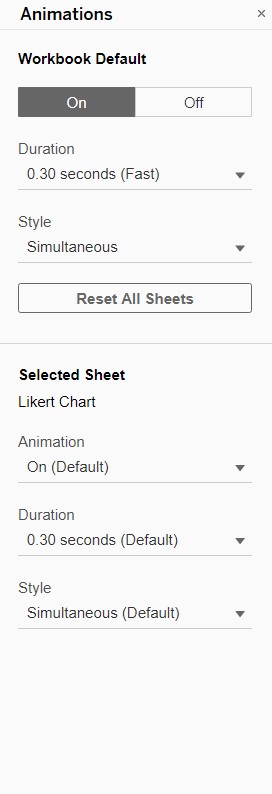 Animations ×
Workbook Default
On Off
Duration
0.30 seconds (Fast)
Style
Simultaneous
Reset All Sheets
Selected Sheet
Likert Chart
Animation
On (Default)
Duration
0.30 seconds (Default)
Style
Simultaneous (Default)